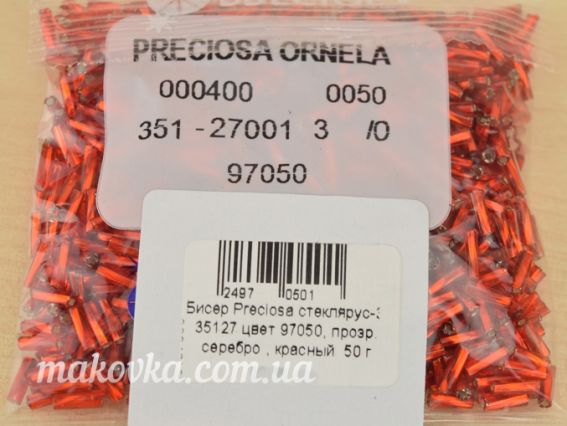 PRECIOSA ORNELA
000400 0050
351 -27001 3 /0
97050
2497 0501
Бисер Preciosa стеклярус-3
35127 цвет 97050, прозр.
серебро , красный 50 г
makovka.com.ua